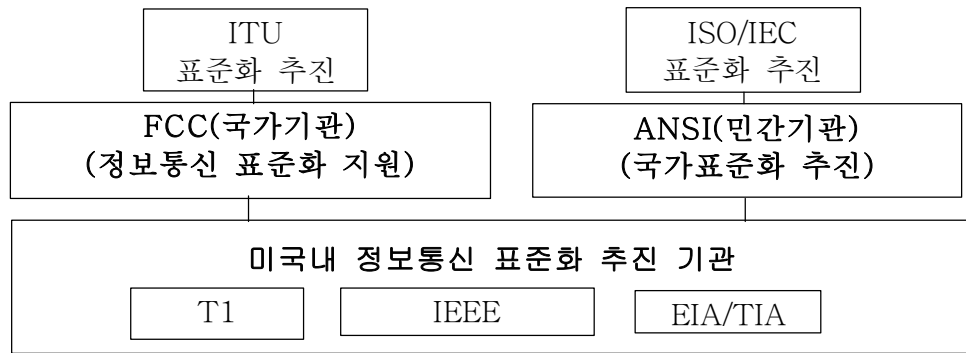 ITU
표준화 추진
ISO/IEC
표준화 추진
FCC(국가기관)
(정보통신 표준화 지원)
ANSI(민간기관)
(국가표준화 추진)
미국내 정보통신 표준화 추진 기관
T1
IEEE
EIA/TIA